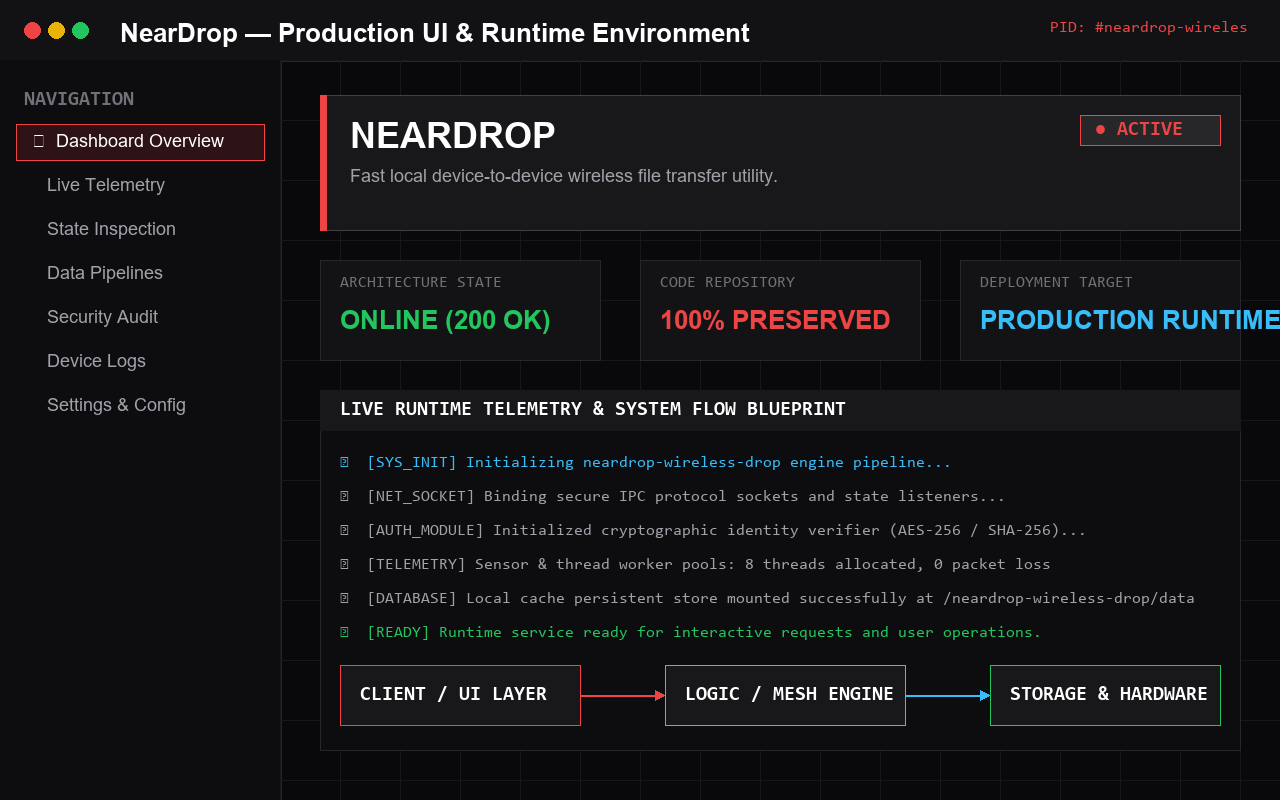 NearDrop — Production UI & Runtime Environment
PID: #neardrop-wireles
NAVIGATION
Dashboard Overview
Live Telemetry
State Inspection
Data Pipelines
Security Audit
Device Logs
Settings & Config
NEARDROP
● ACTIVE
Fast local device-to-device wireless file transfer utility.
ARCHITECTURE STATE
ONLINE (200 OK)
CODE REPOSITORY
100% PRESERVED
DEPLOYMENT TARGET
PRODUCTION RUNTIME
LIVE RUNTIME TELEMETRY & SYSTEM FLOW BLUEPRINT
[SYS_INIT] Initializing neardrop-wireless-drop engine pipeline...
[NET_SOCKET] Binding secure IPC protocol sockets and state listeners...
[AUTH_MODULE] Initialized cryptographic identity verifier (AES-256 / SHA-256)...
[TELEMETRY] Sensor & thread worker pools: 8 threads allocated, 0 packet loss
[DATABASE] Local cache persistent store mounted successfully at /neardrop-wireless-drop/data
[READY] Runtime service ready for interactive requests and user operations.
CLIENT / UI LAYER
LOGIC / MESH ENGINE
STORAGE & HARDWARE